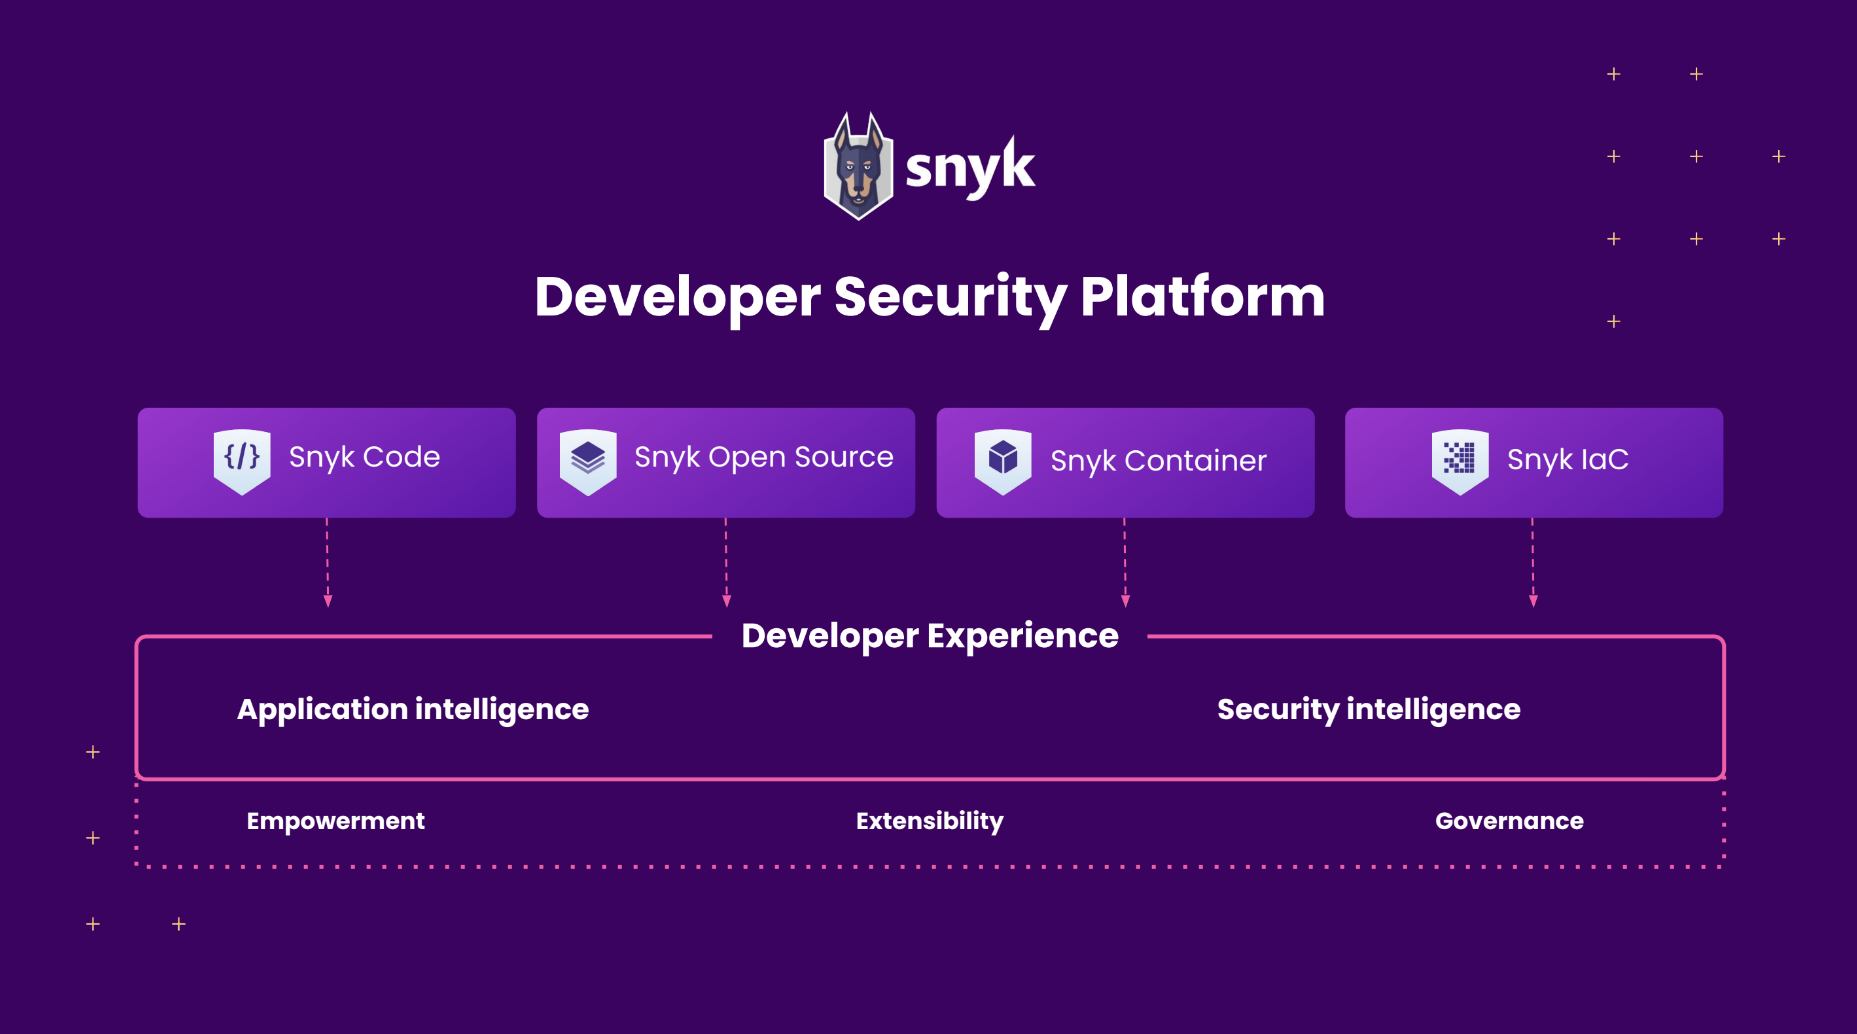 snyk
Developer Security Platform
{/} Snyk Code
Snyk Open Source
Snyk Container
Snyk IaC
Developer Experience
Application intelligence
Security intelligence
Empowerment
Extensibility
Governance